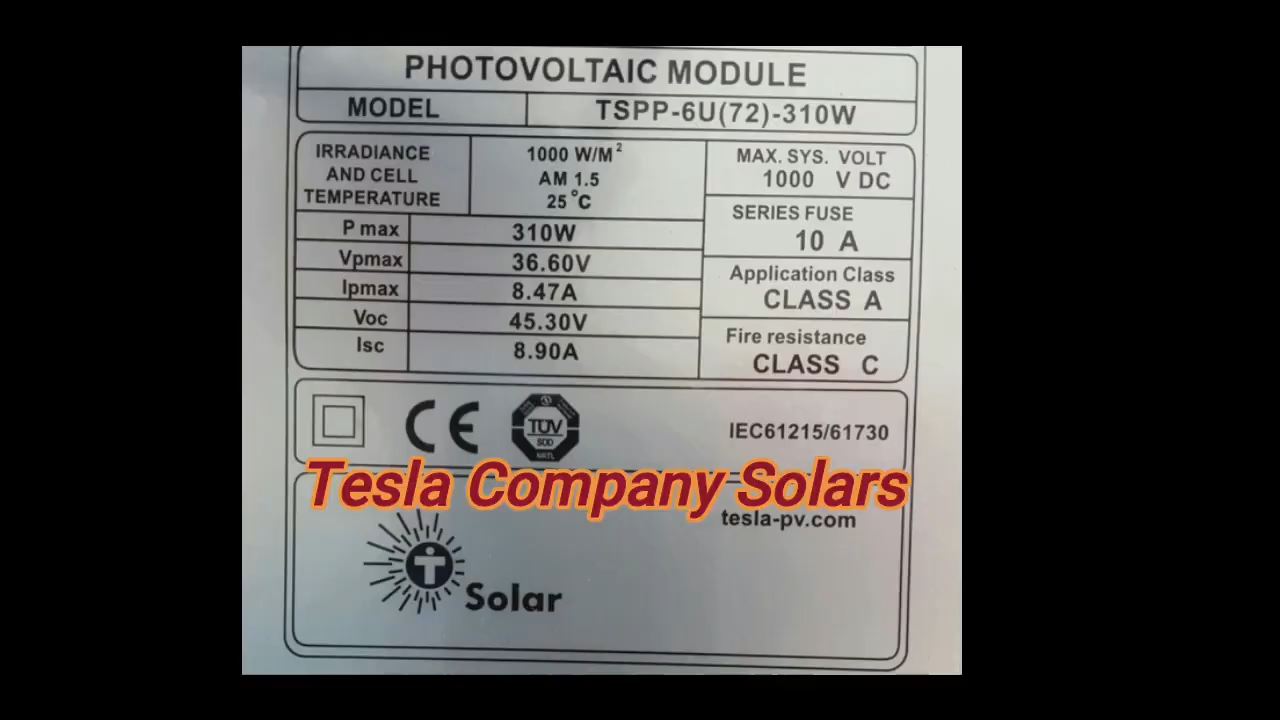 PHOTOVOLTAIC MODULE
MODEL TSPP-6U(72)-310W
IRRADIANCE AND CELL TEMPERATURE
1000 W/M²
AM 1.5
25°C
P max 310W
Vpmax 36.60V
Ipmax 8.47A
Voc 45.30V
Isc 8.90A
MAX. SYS. VOLT
1000 V DC
SERIES FUSE
10 A
Application Class
CLASS A
Fire resistance
CLASS C
CE
TÜV
IEC61215/61730
Tesla Company Solars
tesla-pv.com
T
Solar